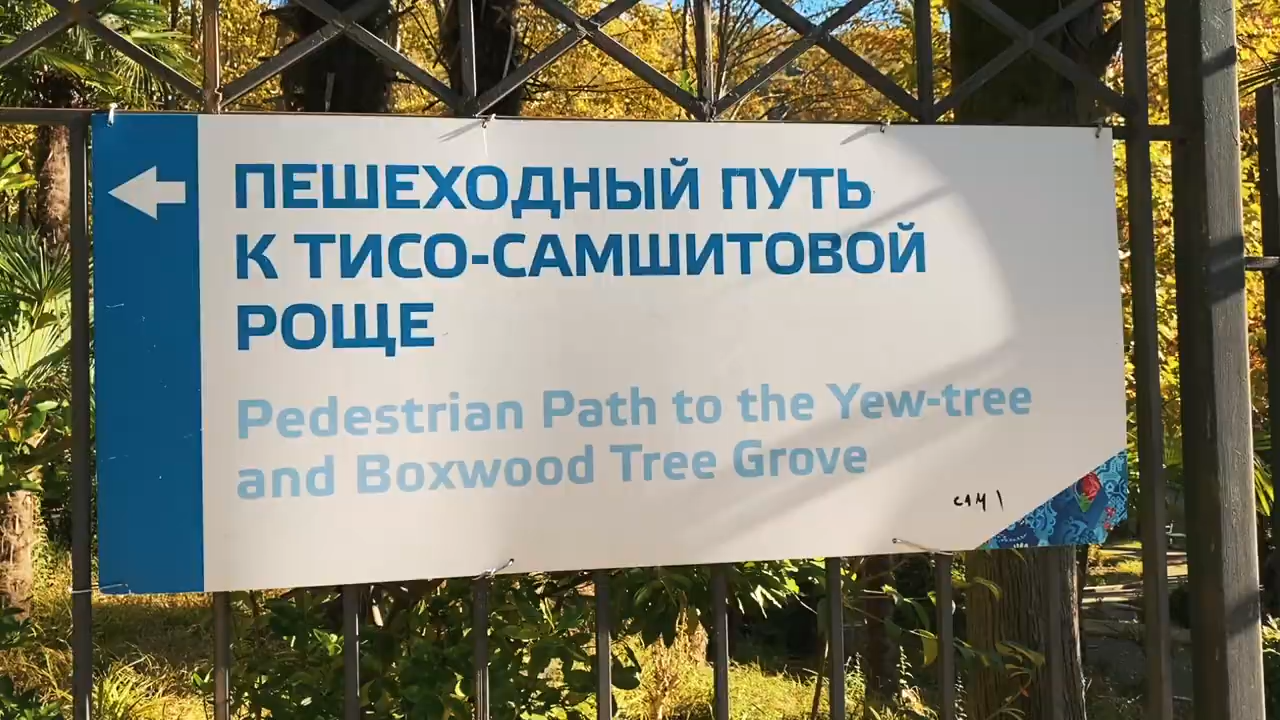 ПЕШЕХОДНЫЙ ПУТЬ
К ТИСО-САМШИТОВОЙ
РОЩЕ
Pedestrian Path to the Yew-tree
and Boxwood Tree Grove